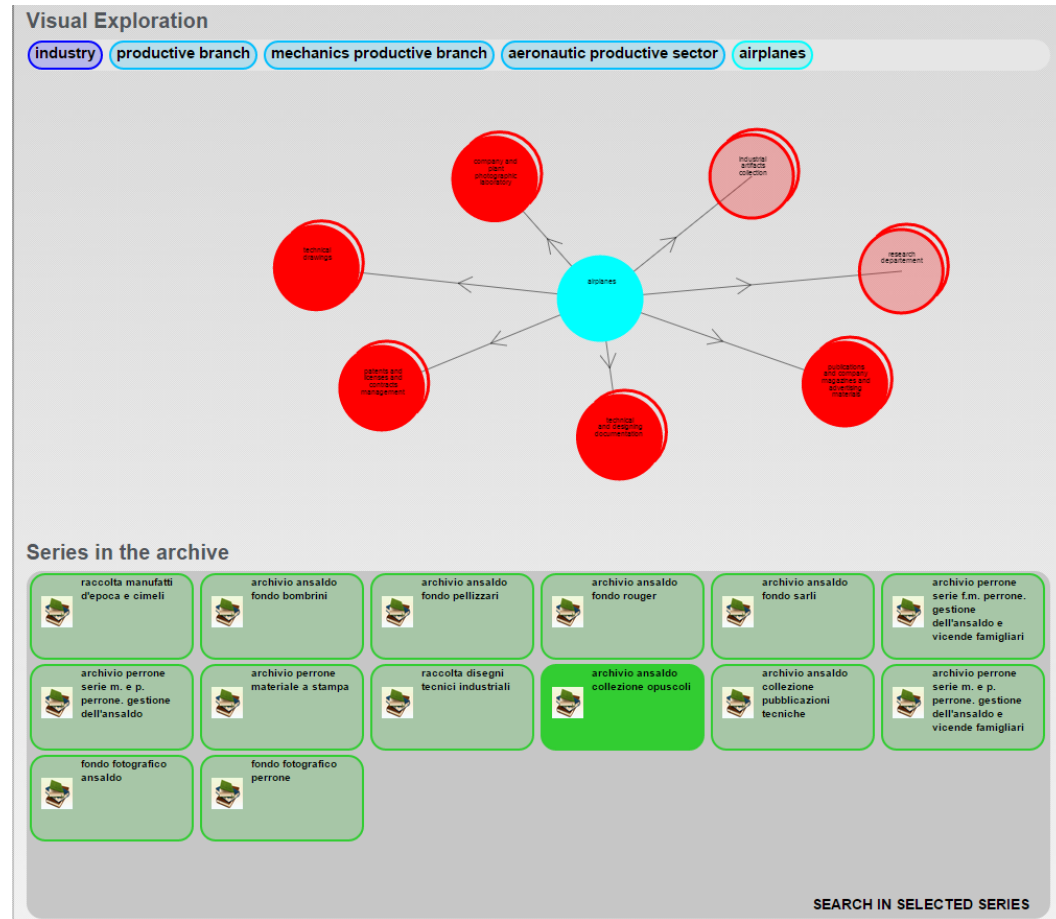 Visual Exploration
industry productive branch mechanics productive branch aeronautic productive sector airplanes
company and
plant
photographic
laboratory
industrial
artifacts
colection
technical
drawings
research
departement
airplanes
patents and
licenses and
contracts
management
publications
and company
magazines and
advertising
materials
technical
and designing
documentation
Series in the archive
raccolta manufatti
d'epoca e cimeli
archivio ansaldo
fondo bombrini
archivio ansaldo
fondo pellizzari
archivio ansaldo
fondo rouger
archivio ansaldo
fondo sarli
archivio perrone
serie f.m. perrone.
gestione
dell'ansaldo e
vicende famigliari
archivio perrone
serie m. e p.
perrone. gestione
dell'ansaldo
archivio perrone
materiale a stampa
raccolta disegni
tecnici industriali
archivio ansaldo
collezione opuscoli
archivio ansaldo
collezione
pubblicazioni
tecniche
archivio perrone
serie m. e p.
perrone. gestione
dell'ansaldo e
vicende famigliari
fondo fotografico
ansaldo
fondo fotografico
perrone
SEARCH IN SELECTED SERIES